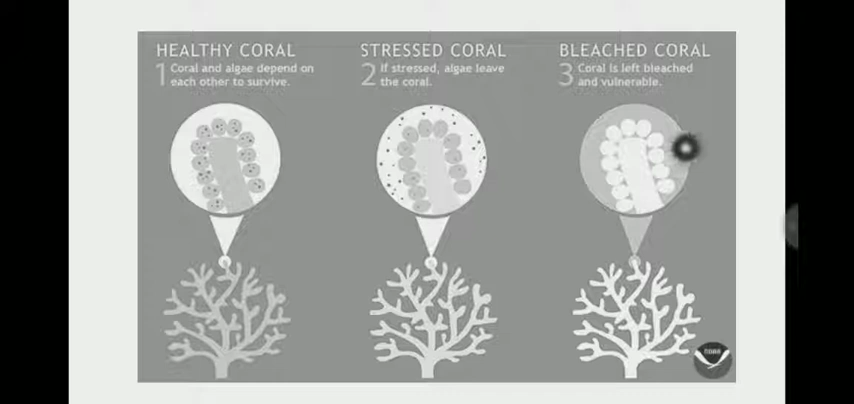 HEALTHY CORAL
1 Coral and algae depend on
each other to survive.
STRESSED CORAL
2 If stressed, algae leave
the coral.
BLEACHED CORAL
3 Coral is left bleached
and vulnerable.
noaa